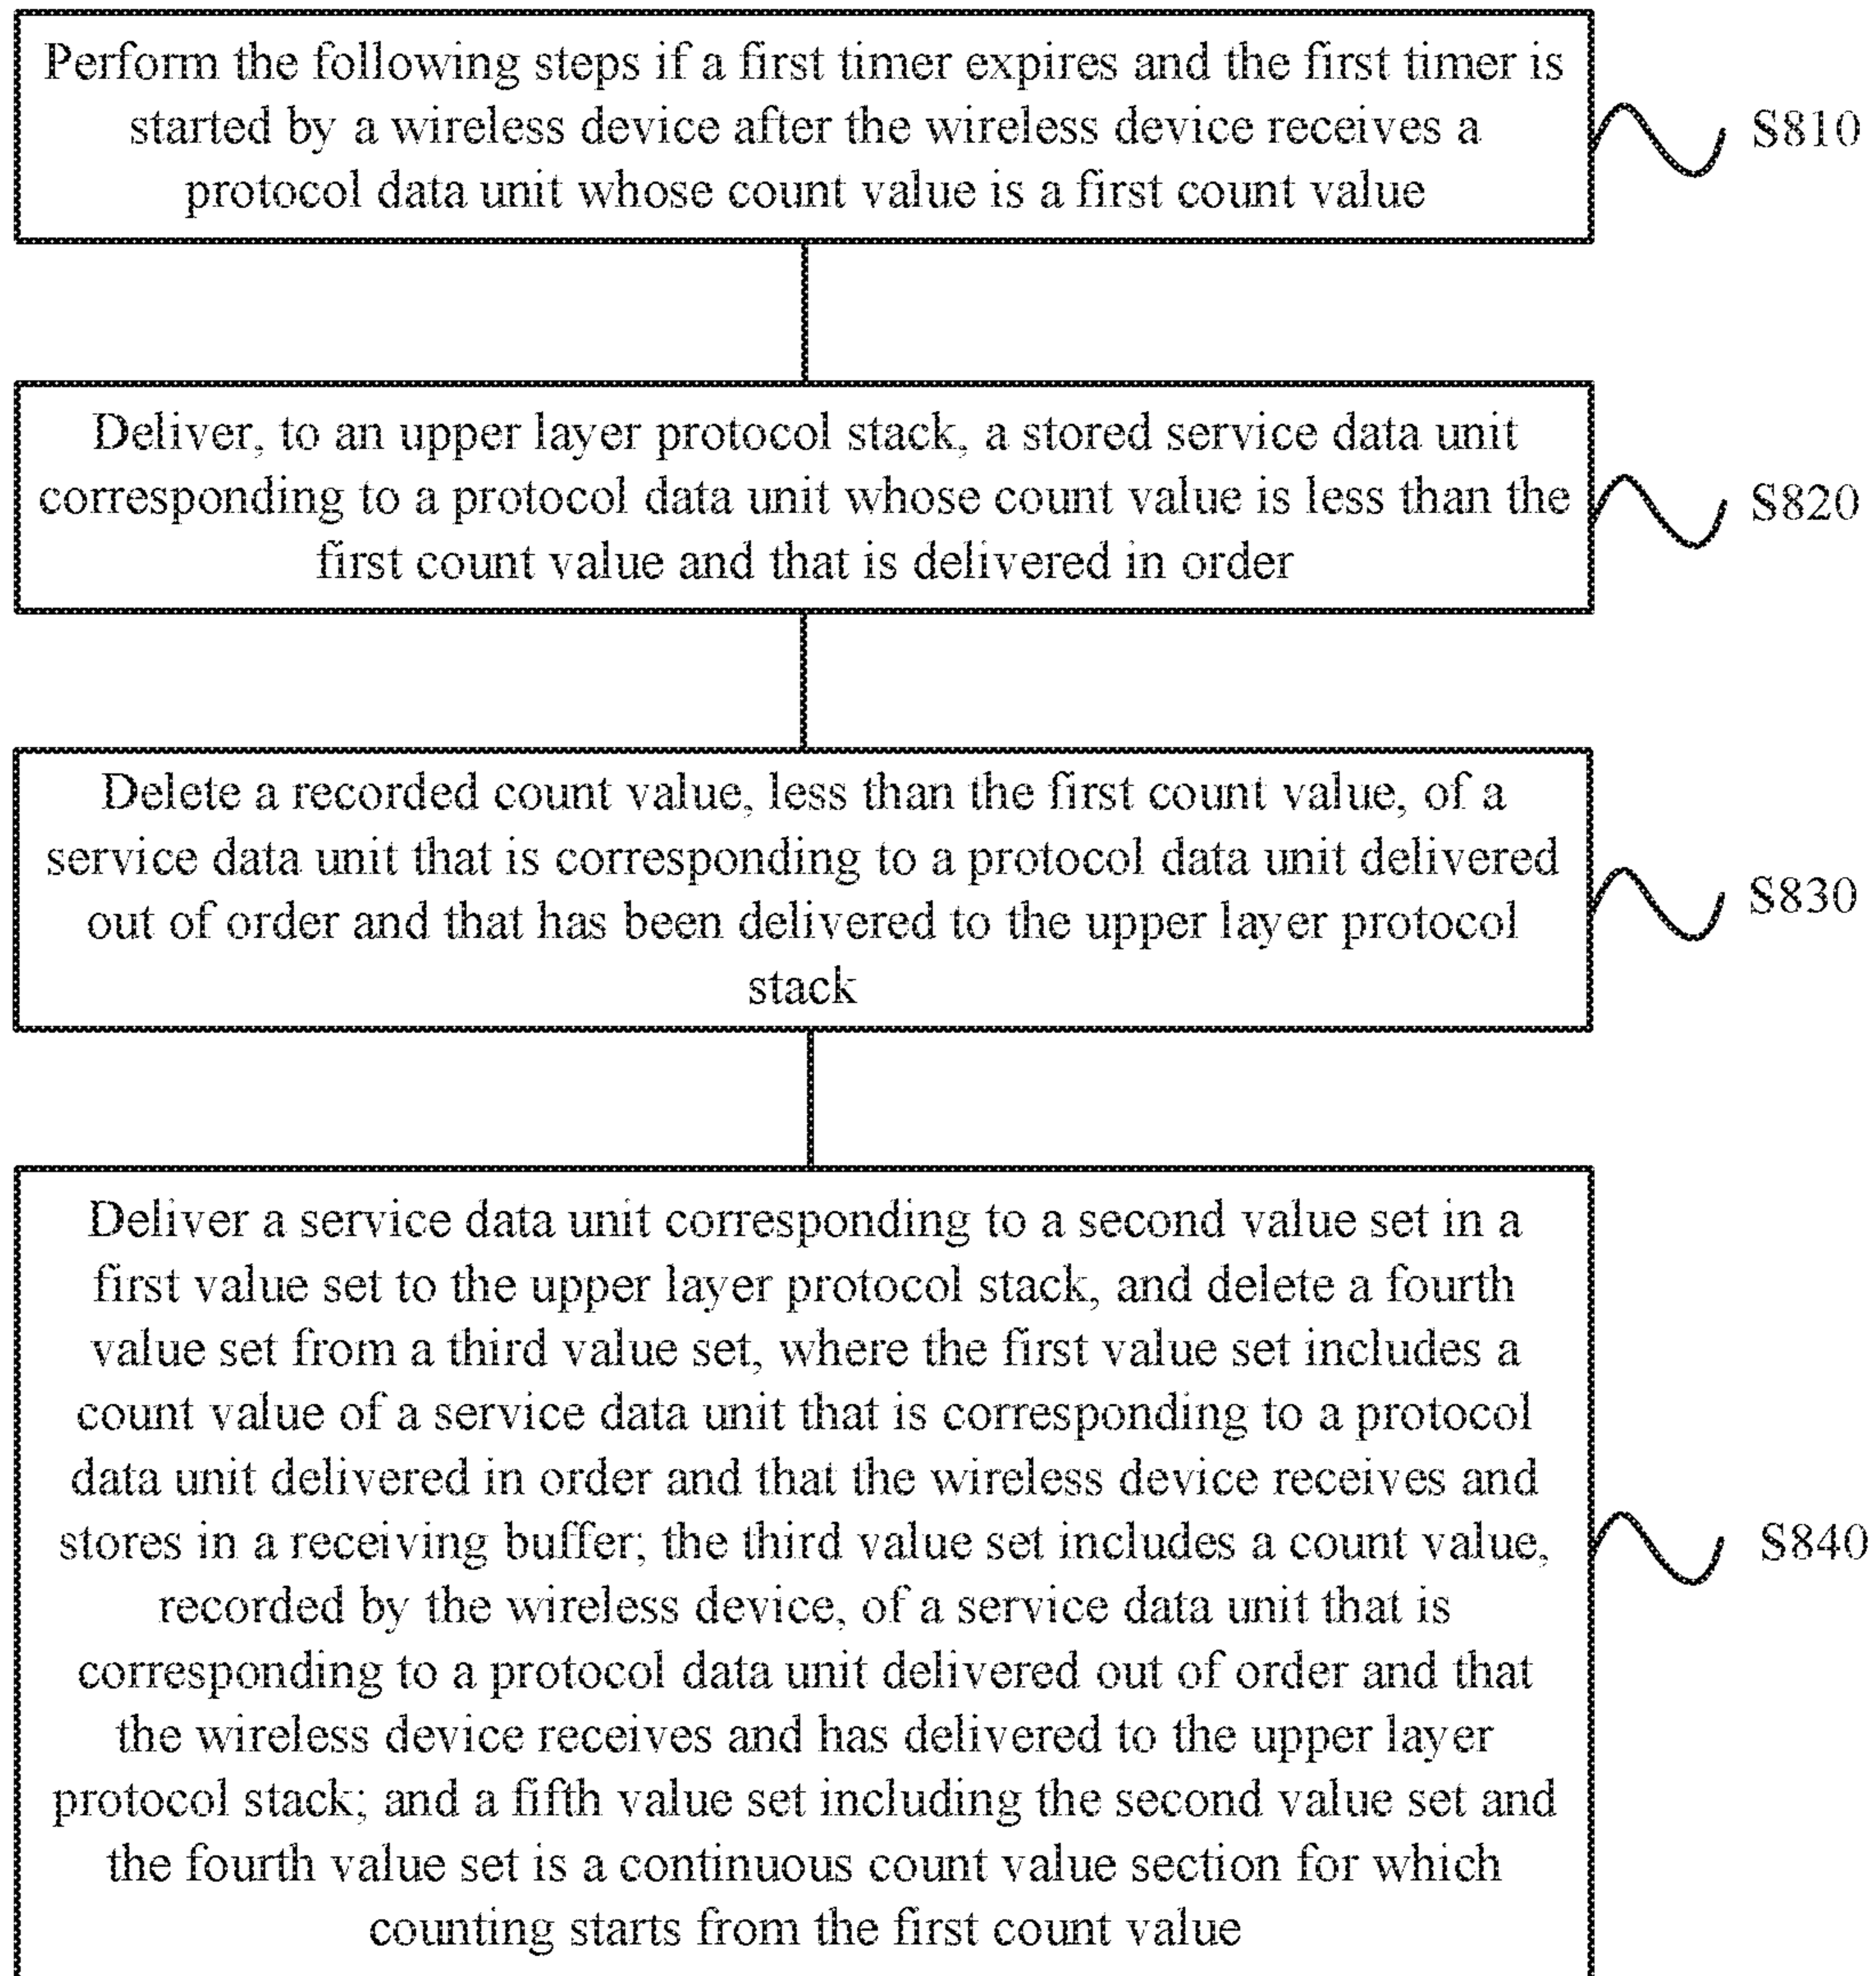 Perform the following steps if a first timer expires and the first timer is
started by a wireless device after the wireless device receives a
protocol data unit whose count value is a first count value
S810
Deliver, to an upper layer protocol stack, a stored service data unit
corresponding to a protocol data unit whose count value is less than the
first count value and that is delivered in order
S820
Delete a recorded count value, less than the first count value, of a
service data unit that is corresponding to a protocol data unit delivered
out of order and that has been delivered to the upper layer protocol
stack
S830
Deliver a service data unit corresponding to a second value set in a
first value set to the upper layer protocol stack, and delete a fourth
value set from a third value set, where the first value set includes a
count value of a service data unit that is corresponding to a protocol
data unit delivered in order and that the wireless device receives and
stores in a receiving buffer; the third value set includes a count value,
recorded by the wireless device, of a service data unit that is
corresponding to a protocol data unit delivered out of order and that
the wireless device receives and has delivered to the upper layer
protocol stack; and a fifth value set including the second value set and
the fourth value set is a continuous count value section for which
counting starts from the first count value
S840